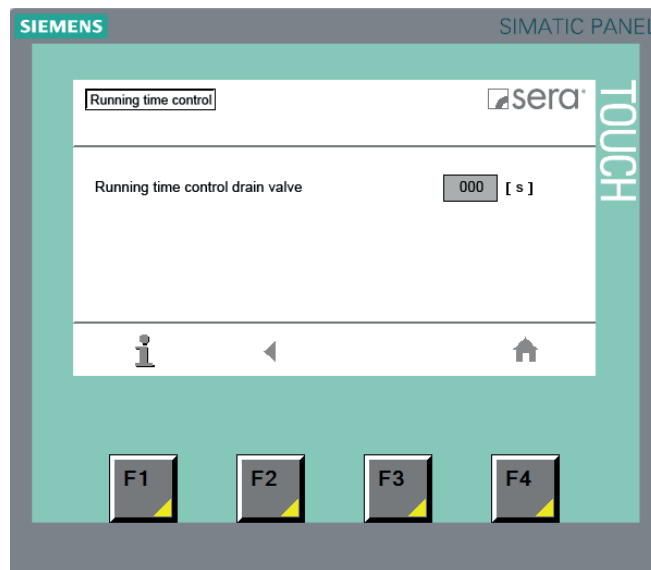 SIEMENS
SIMATIC PANEL
TOUCH
Running time control
sera
Running time control drain valve
000 [ s ]
F1
F2
F3
F4